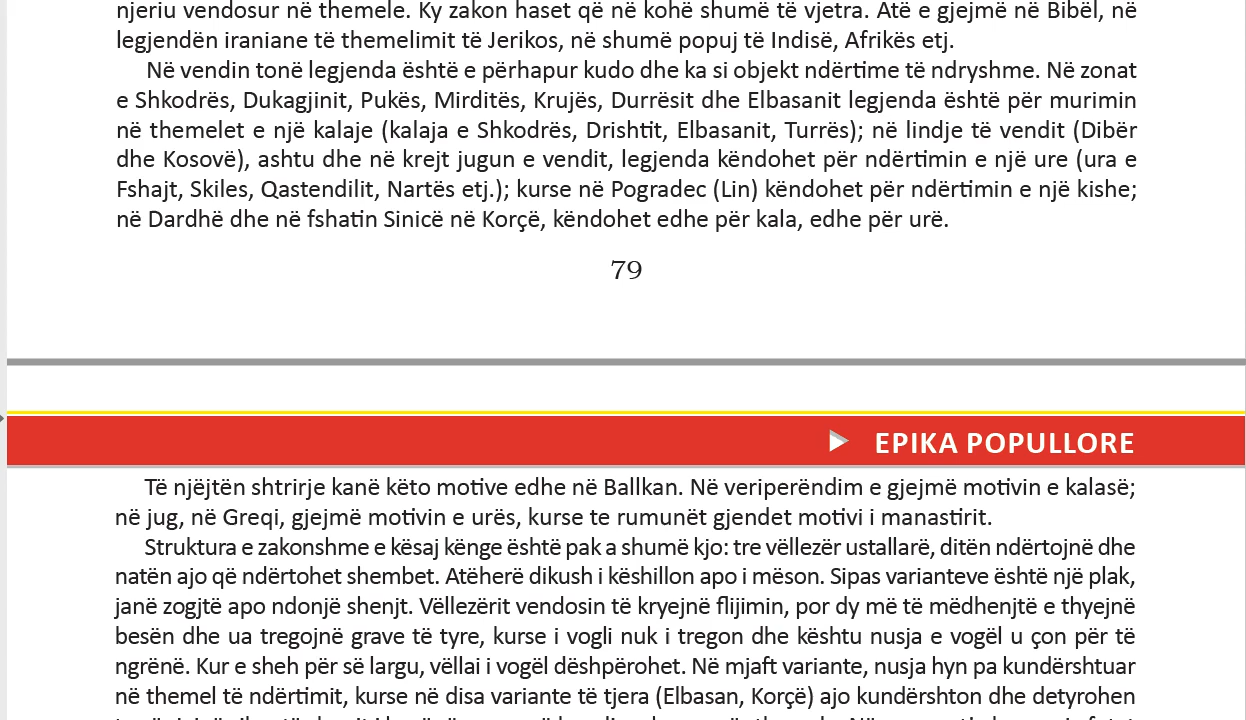 njeriu vendosur në themele. Ky zakon haset që në kohë shumë të vjetra. Atë e gjejmë në Bibël, në
legjendën iraniane të themelimit të Jerikos, në shumë popuj të Indisë, Afrikës etj.
Në vendin tonë legjenda është e përhapur kudo dhe ka si objekt ndërtime të ndryshme. Në zonat
e Shkodrës, Dukagjinit, Pukës, Mirditës, Krujës, Durrësit dhe Elbasanit legjenda është për murimin
në themelet e një kalaje (kalaja e Shkodrës, Drishtit, Elbasanit, Turrës); në lindje të vendit (Dibër
dhe Kosovë), ashtu dhe në krejt jugun e vendit, legjenda këndohet për ndërtimin e një ure (ura e
Fshajt, Skiles, Qastendilit, Nartës etj.); kurse në Pogradec (Lin) këndohet për ndërtimin e një kishe;
në Dardhë dhe në fshatin Sinicë në Korçë, këndohet edhe për kala, edhe për urë.
79
EPIKA POPULLORE
Të njëjtën shtrirje kanë këto motive edhe në Ballkan. Në veriperëndim e gjejmë motivin e kalasë;
në jug, në Greqi, gjejmë motivin e urës, kurse te rumunët gjendet motivi i manastirit.
Struktura e zakonshme e kësaj kënge është pak a shumë kjo: tre vëllezër ustallarë, ditën ndërtojnë dhe
natën ajo që ndërtohet shembet. Atëherë dikush i këshillon apo i mëson. Sipas varianteve është një plak,
janë zogjtë apo ndonjë shenjt. Vëllezërit vendosin të kryejnë flijimin, por dy më të mëdhenjtë e thyejnë
besën dhe ua tregojnë grave të tyre, kurse i vogli nuk i tregon dhe kështu nusja e vogël u çon për të
ngrënë. Kur e sheh për së largu, vëllai i vogël dëshpërohet. Në mjaft variante, nusja hyn pa kundërshtuar
në themel të ndërtimit, kurse në disa variante të tjera (Elbasan, Korçë) ajo kundërshton dhe detyrohen